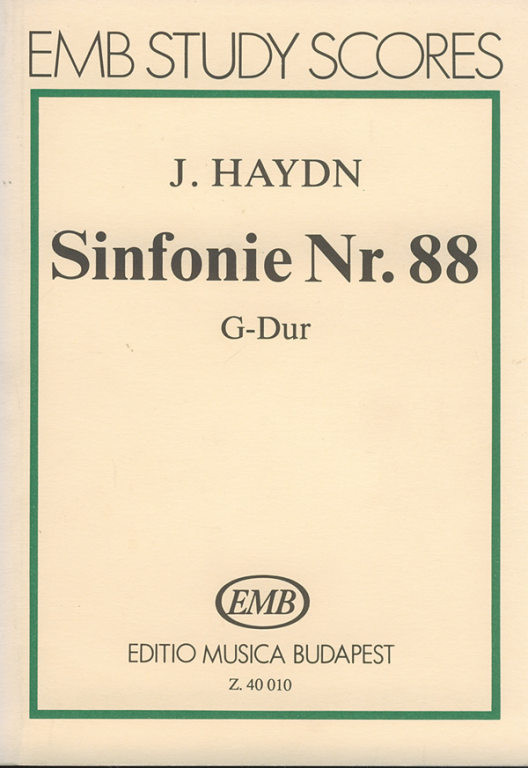 EMB STUDY SCORES
J. HAYDN
Sinfonie Nr. 88
G-Dur
EMB
EDITIO MUSICA BUDAPEST
Z. 40 010